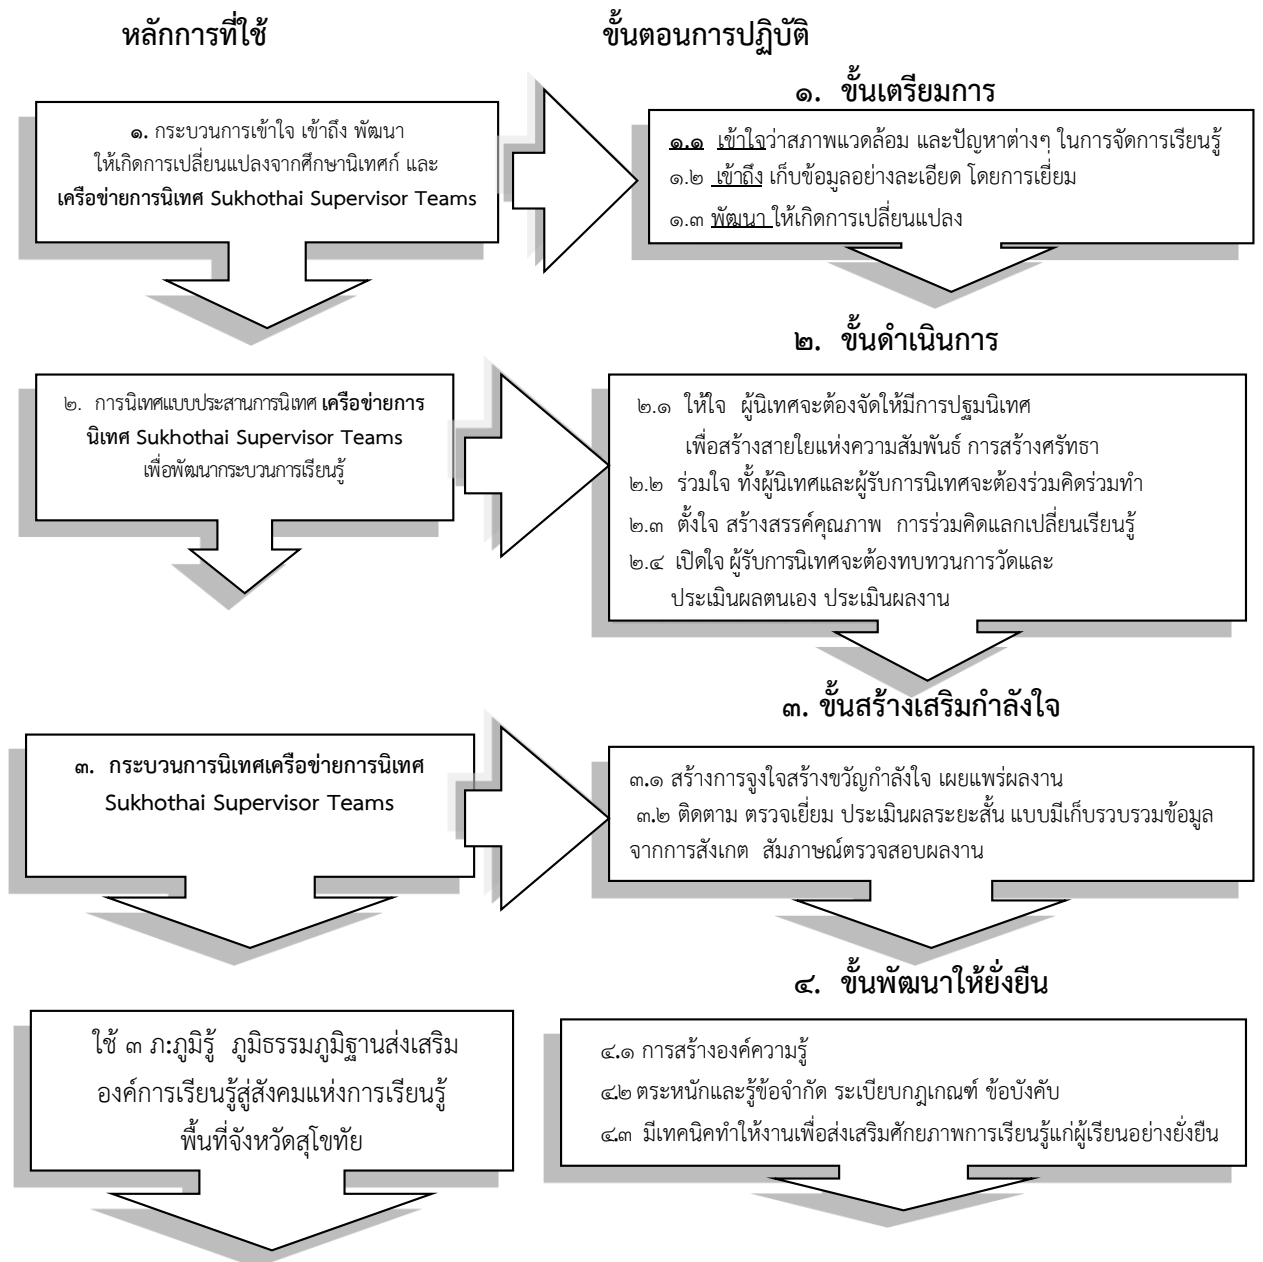 หลักการที่ใช้
ขั้นตอนการปฏิบัติ
๑. กระบวนการเข้าใจ เข้าถึง พัฒนา
ให้เกิดการเปลี่ยนแปลงจากศึกษานิเทศก์ และ
เครือข่ายการนิเทศ Sukhothai Supervisor Teams
๑. ขั้นเตรียมการ
๑.๑ เข้าใจว่าสภาพแวดล้อม และปัญหาต่างๆ ในการจัดการเรียนรู้
๑.๒ เข้าถึง เก็บข้อมูลอย่างละเอียด โดยการเยี่ยม
๑.๓ พัฒนา ให้เกิดการเปลี่ยนแปลง
๒. การนิเทศแบบประสานการนิเทศ เครือข่ายการ
นิเทศ Sukhothai Supervisor Teams
เพื่อพัฒนากระบวนการเรียนรู้
๒. ขั้นดำเนินการ
๒.๑ ให้ใจ ผู้นิเทศจะต้องจัดให้มีการปฐมนิเทศ
เพื่อสร้างสายใยแห่งความสัมพันธ์ การสร้างศรัทธา
๒.๒ ร่วมใจ ทั้งผู้นิเทศและผู้รับการนิเทศจะต้องร่วมคิดร่วมทำ
๒.๓ ตั้งใจ สร้างสรรค์คุณภาพ การร่วมคิดแลกเปลี่ยนเรียนรู้
๒.๔ เปิดใจ ผู้รับการนิเทศจะต้องทบทวนการวัดและ
ประเมินผลตนเอง ประเมินผลงาน
๓. กระบวนการนิเทศเครือข่ายการนิเทศ
Sukhothai Supervisor Teams
๓. ขั้นสร้างเสริมกำลังใจ
๓.๑ สร้างการจูงใจสร้างขวัญกำลังใจ เผยแพร่ผลงาน
๓.๒ ติดตาม ตรวจเยี่ยม ประเมินผลระยะสั้น แบบมีเก็บรวบรวมข้อมูล
จากการสังเกต สัมภาษณ์ตรวจสอบผลงาน
ใช้ ๓ ภ:ภูมิรู้ ภูมิธรรมภูมิฐานส่งเสริม
องค์การเรียนรู้สู่สังคมแห่งการเรียนรู้
พื้นที่จังหวัดสุโขทัย
๔. ขั้นพัฒนาให้ยั่งยืน
๔.๑ การสร้างองค์ความรู้
๔.๒ ตระหนักและรู้ข้อจำกัด ระเบียบกฎเกณฑ์ ข้อบังคับ
๔.๓ มีเทคนิคทำให้งานเพื่อส่งเสริมศักยภาพการเรียนรู้แก่ผู้เรียนอย่างยั่งยืน